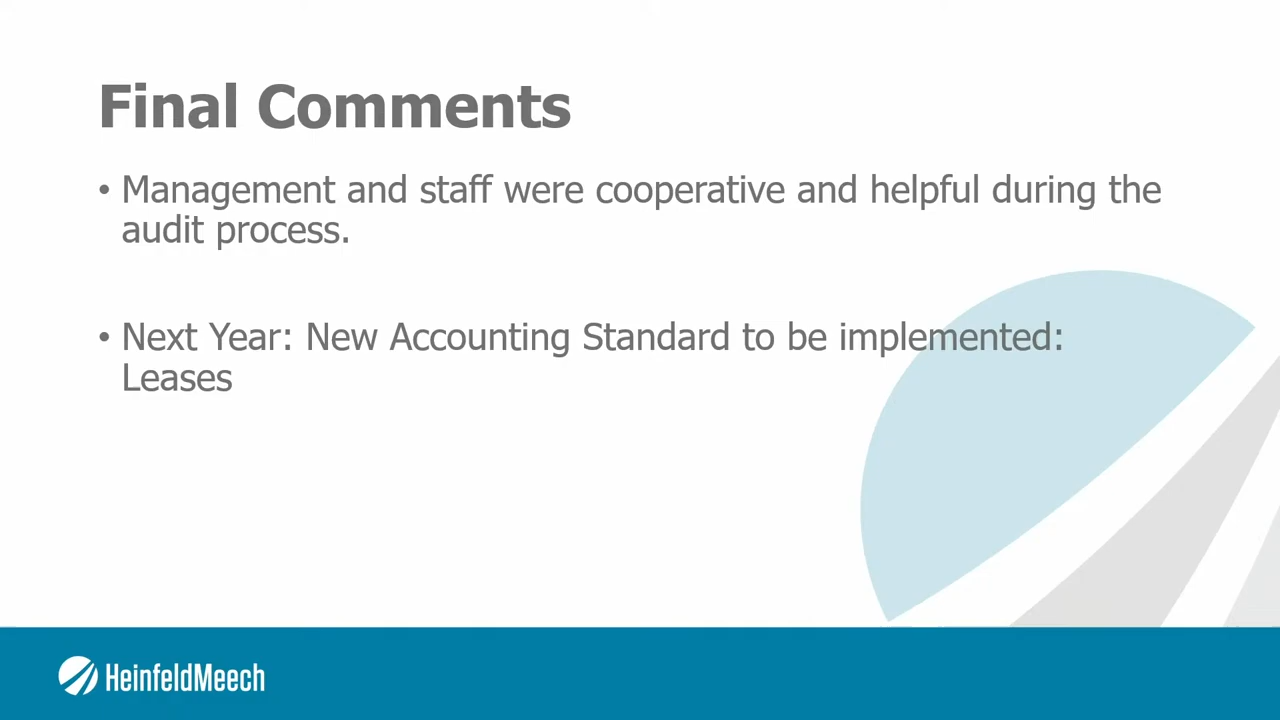 Final Comments
• Management and staff were cooperative and helpful during the
audit process.
• Next Year: New Accounting Standard to be implemented:
Leases
HeinfeldMeech